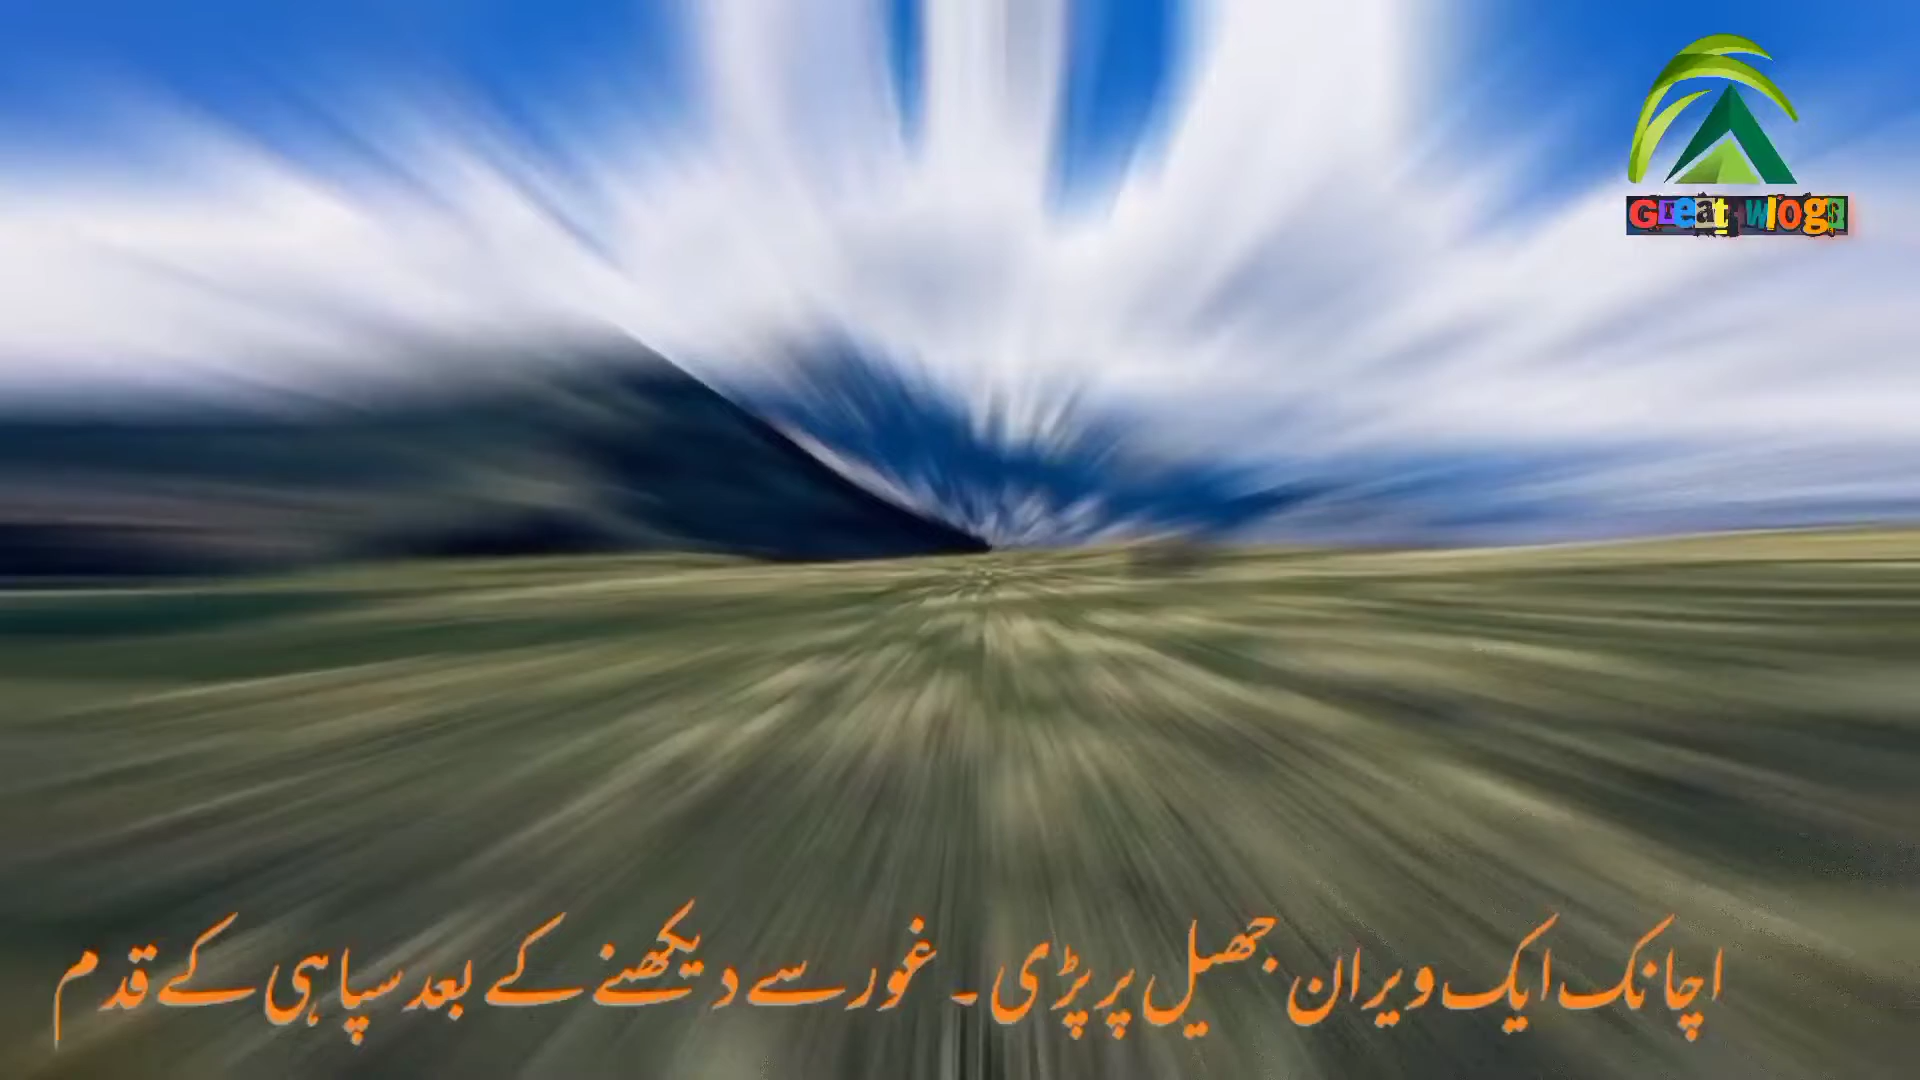 Great wlogs
اچانک ایک ویران جھیل پر پڑی۔ غور سے دیکھنے کے بعد سپاہی کے قدم